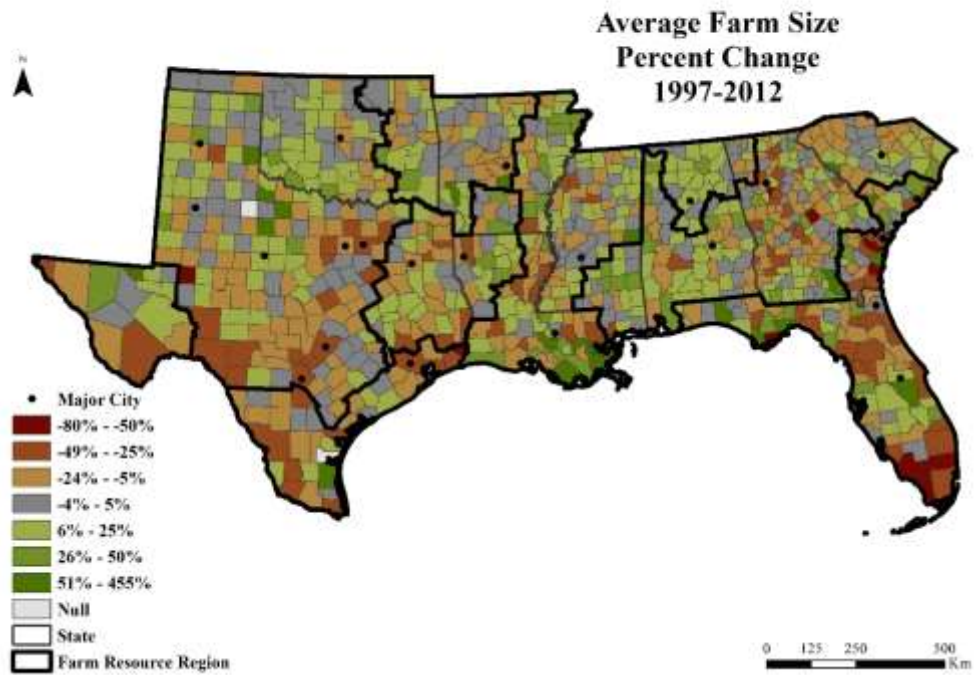 Average Farm Size
Percent Change
1997-2012
N
Major City
-80% - -50%
-49% - -25%
-24% - -5%
-4% - 5%
6% - 25%
26% - 50%
51% - 455%
Null
State
Farm Resource Region
0 125 250 500
Km